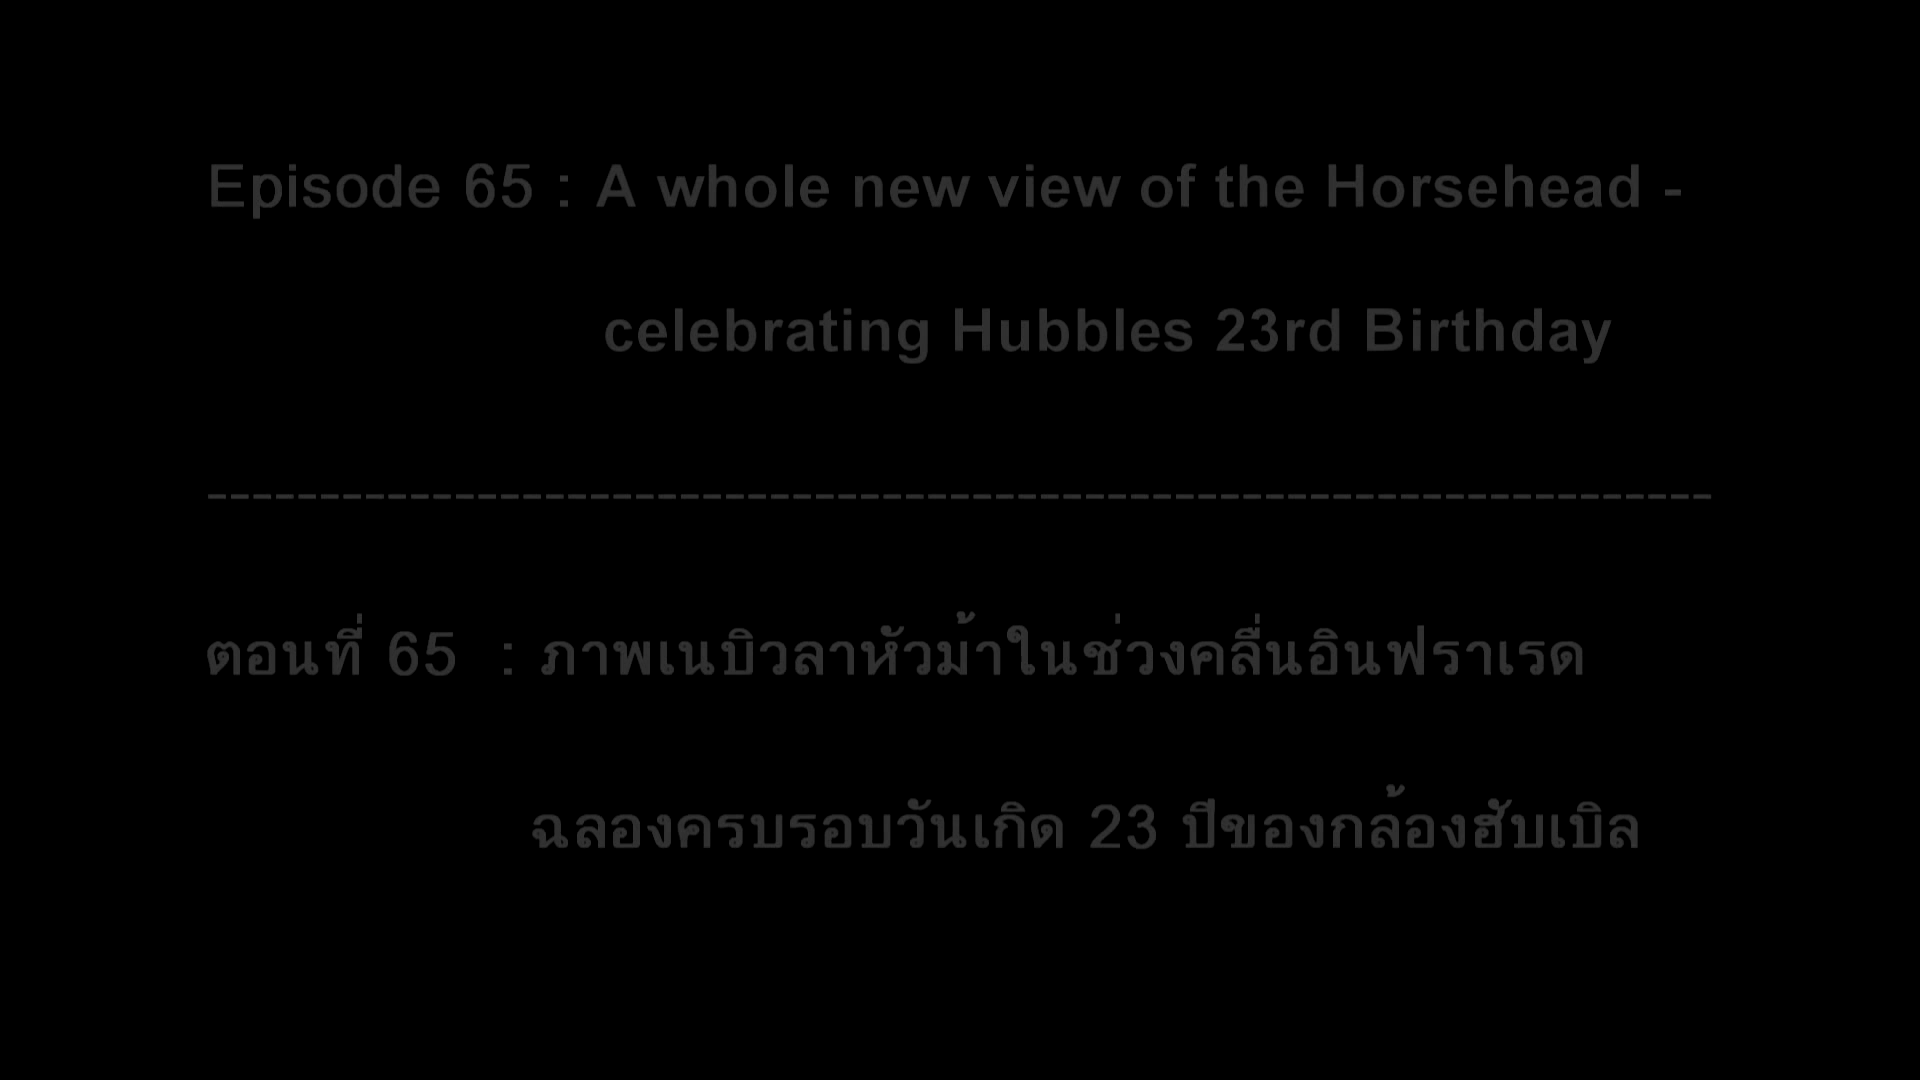 Episode 65 : A whole new view of the Horsehead -
celebrating Hubbles 23rd Birthday
-------------------------------------------------------------------
ตอนที่ 65 : ภาพเนบิวลาหัวม้าในช่วงคลื่นอินฟราเรด
ฉลองครบรอบวันเกิด 23 ปีของกล้องฮับเบิล